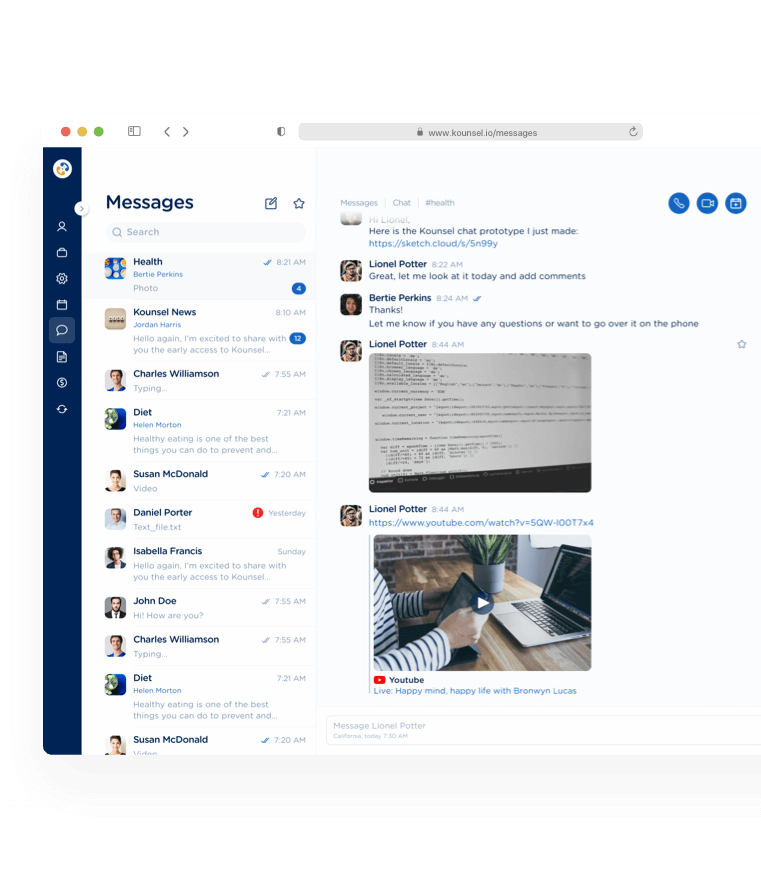 www.kounsel.io/messages
Messages
Search
Health
8:21 AM
Bertie Perkins
Photo
4
Kounsel News
8:10 AM
Jordan Harris
Hello again, I'm excited to share with
12
you the early access to Kounsel...
Charles Williamson
7:55 AM
Typing...
Diet
7:21 AM
Helen Morton
Healthy eating is one of the best
things you can do to prevent and...
Susan McDonald
7:20 AM
Video
Daniel Porter
Yesterday
Text_file.txt
Isabella Francis
Sunday
Hello again, I'm excited to share with
you the early access to Kounsel...
John Doe
7:55 AM
Hi! How are you?
Charles Williamson
7:55 AM
Typing...
Diet
7:21 AM
Helen Morton
Healthy eating is one of the best
things you can do to prevent and...
Susan McDonald
7:20 AM
Video
Messages
Chat
#health
Hi Lionel,
Here is the Kounsel chat prototype I just made:
https://sketch.cloud/s/5n99y
Lionel Potter 8:22 AM
Great, let me look at it today and add comments
Bertie Perkins 8:24 AM
Thanks!
Let me know if you have any questions or want to go over it on the phone
Lionel Potter 8:44 AM
Lionel Potter 8:44 AM
https://www.youtube.com/watch?v=5QW-I00T7x4
Youtube
Live: Happy mind, happy life with Bronwyn Lucas
Message Lionel Potter
California, today 7:30 AM